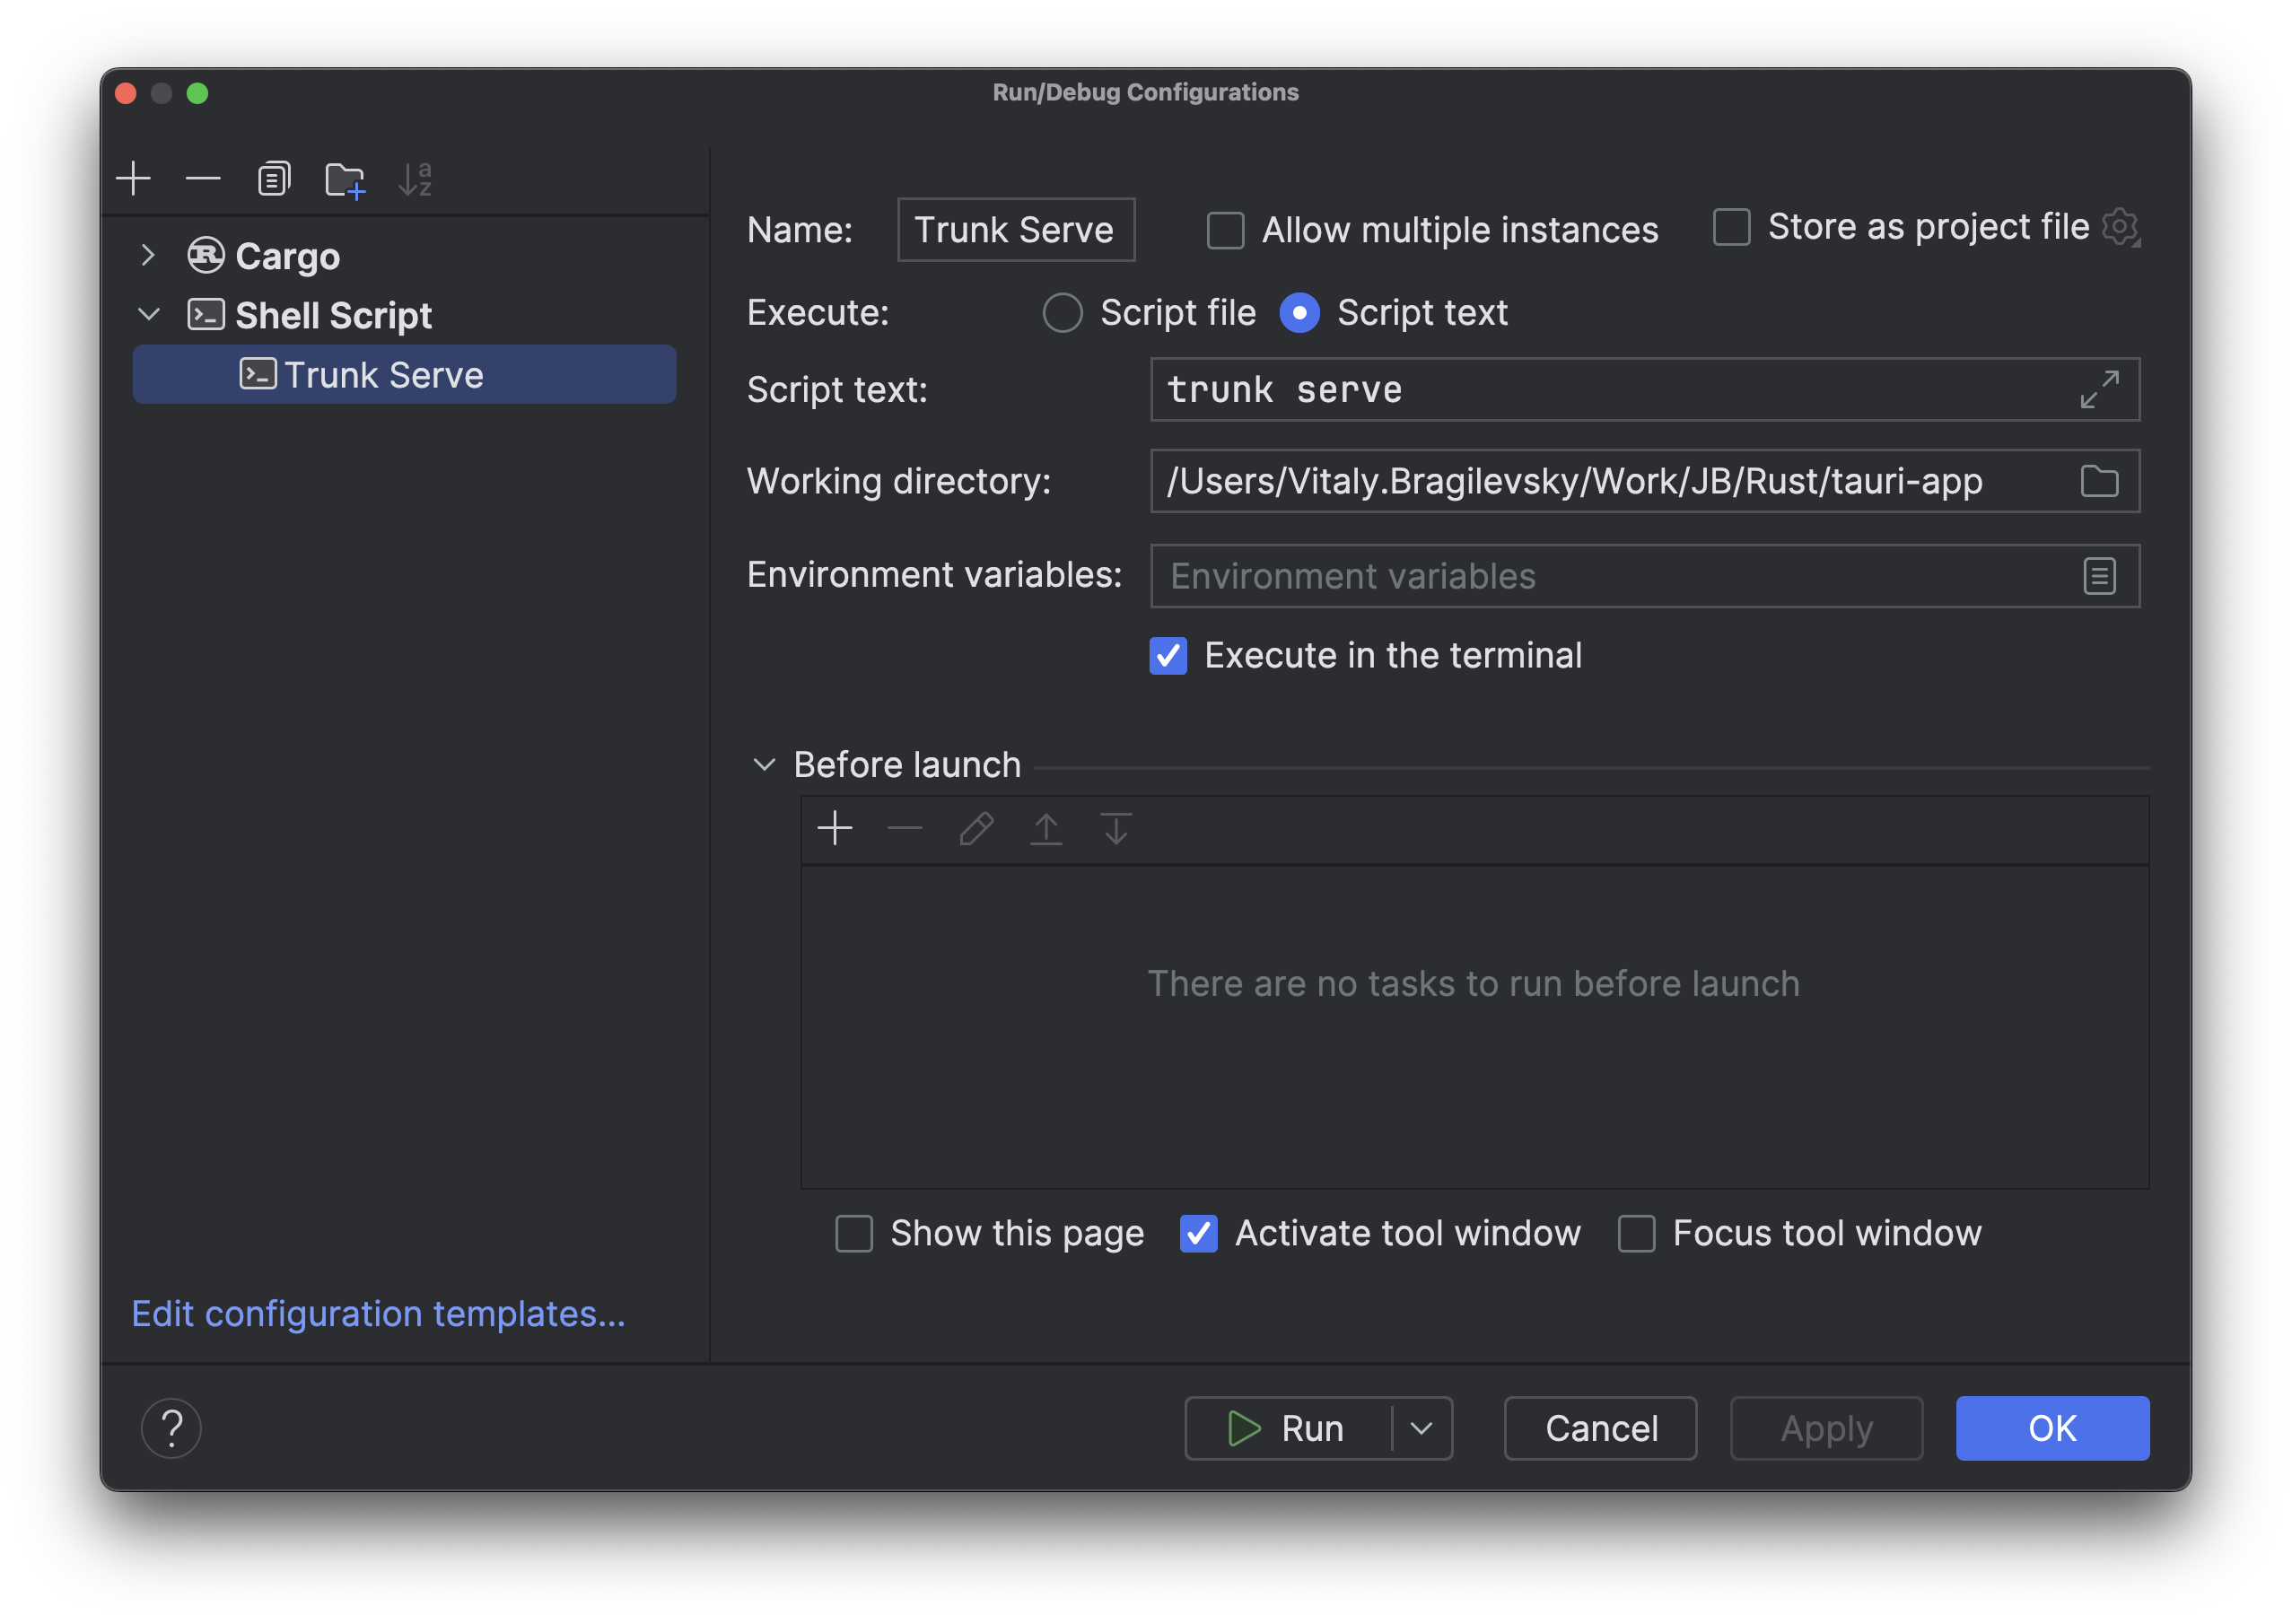 Run/Debug Configurations
Cargo
Shell Script
Trunk Serve
Edit configuration templates...
Name: Trunk Serve Allow multiple instances Store as project file
Execute: Script file Script text
Script text: trunk serve
Working directory: /Users/Vitaly.Bragilevsky/Work/JB/Rust/tauri-app
Environment variables: Environment variables
Execute in the terminal
Before launch
There are no tasks to run before launch
Show this page Activate tool window Focus tool window
? Run Cancel Apply OK